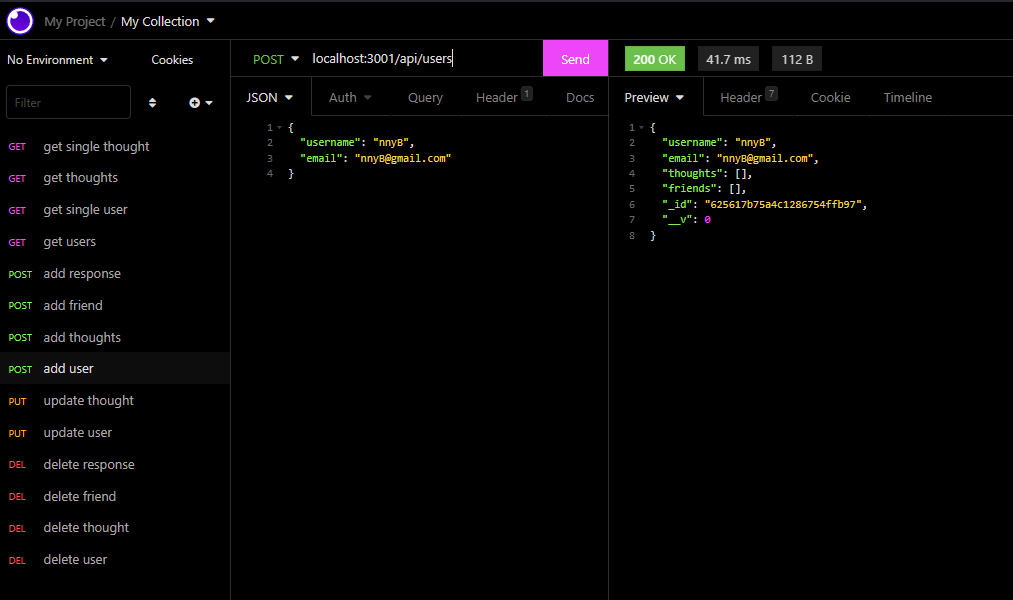 My Project / My Collection
No Environment
Cookies
POST localhost:3001/api/users
Send
200 OK 41.7 ms 112 B
Filter
JSON Auth Query Header 1 Docs
Preview Header 7 Cookie Timeline
GET get single thought
GET get thoughts
GET get single user
GET get users
POST add response
POST add friend
POST add thoughts
POST add user
PUT update thought
PUT update user
DEL delete response
DEL delete friend
DEL delete thought
DEL delete user
1 {
2 "username": "nnyB",
3 "email": "nnyB@gmail.com"
4 }
1 {
2 "username": "nnyB",
3 "email": "nnyB@gmail.com",
4 "thoughts": [],
5 "friends": [],
6 "_id": "625617b75a4c1286754ffb97",
7 "__v": 0
8 }